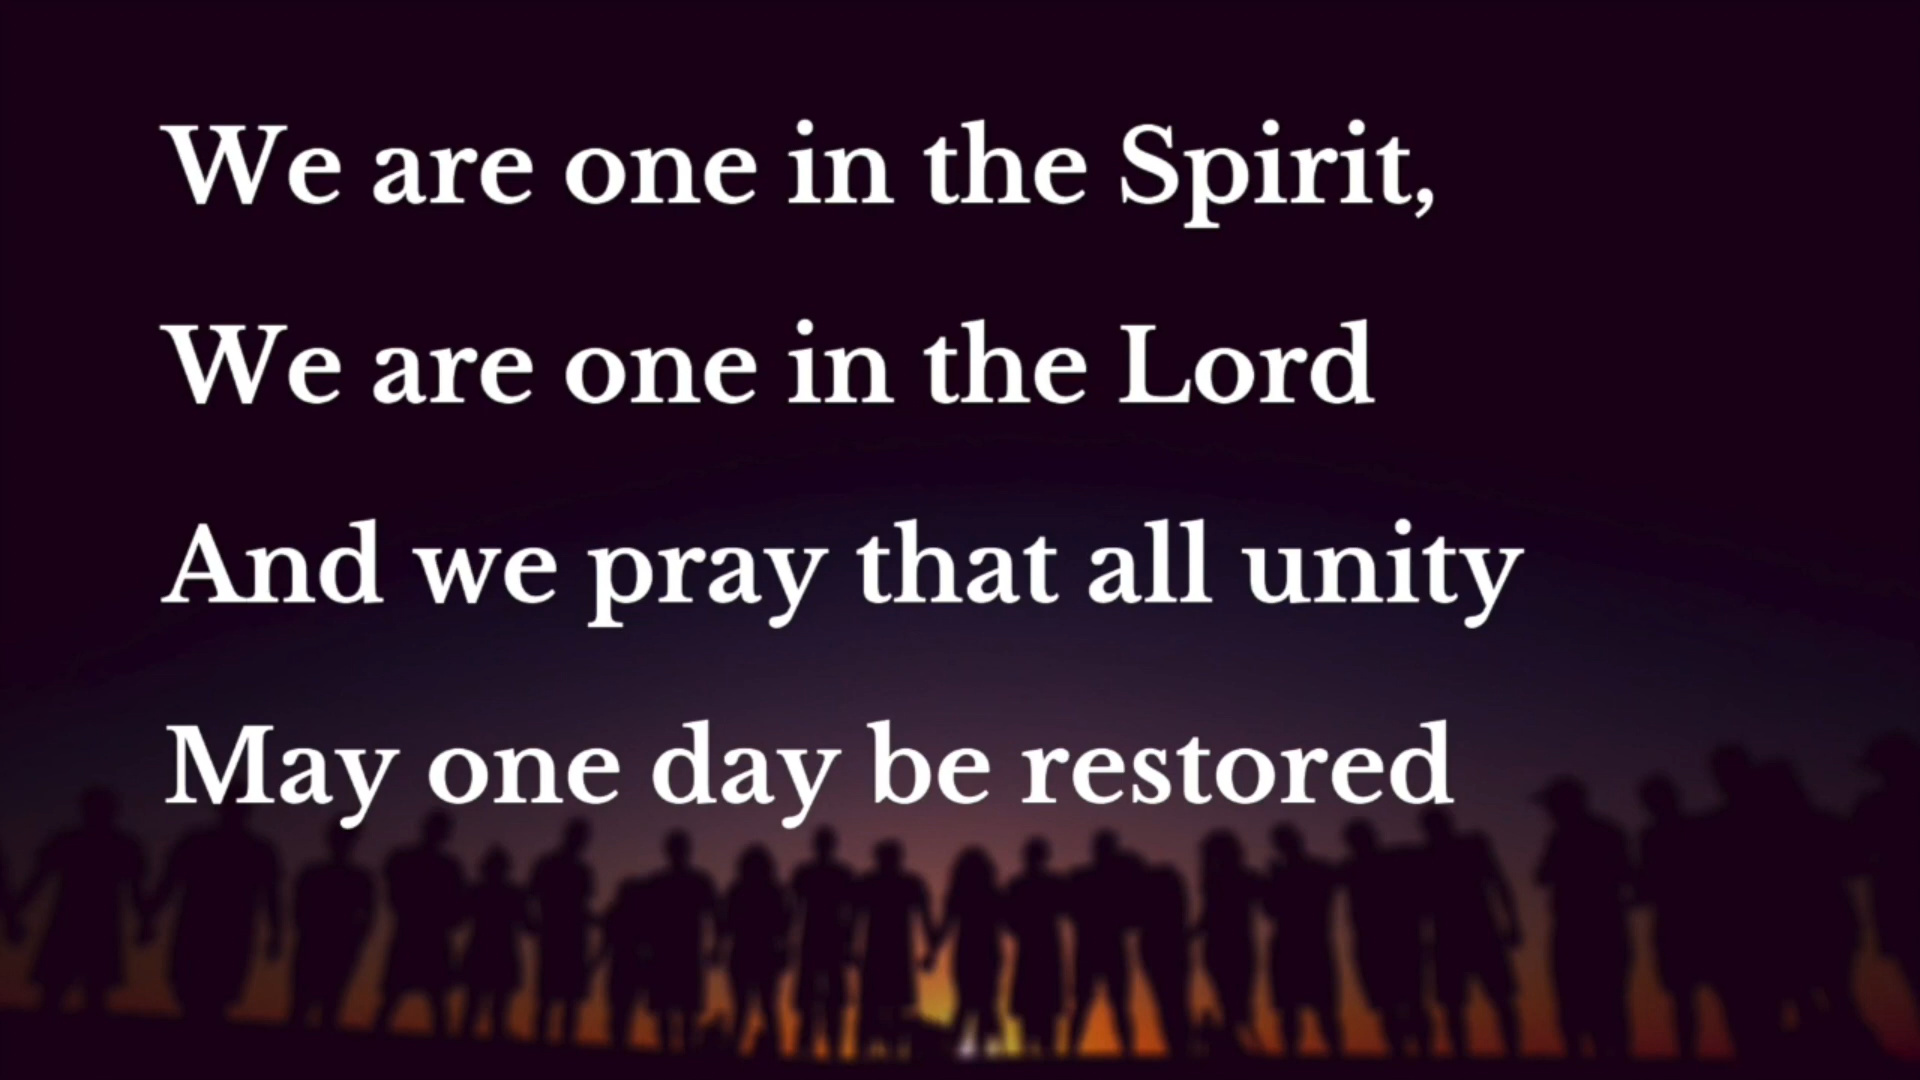 We are one in the Spirit,
We are one in the Lord
And we pray that all unity
May one day be restored